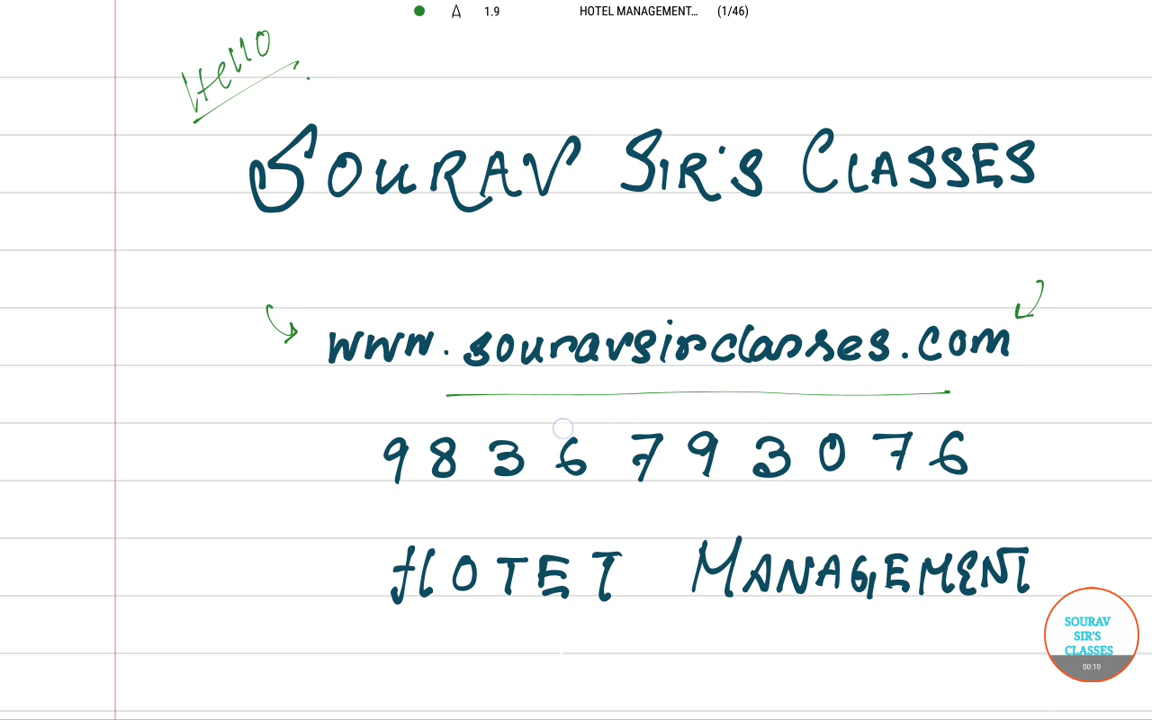 1.9 HOTEL MANAGEMENT... (1/46)
Hello
SOURAV SIR'S CLASSES
www.souravsirclasses.com
9836793076
HOTET MANAGEMENT
SOURAV
SIR'S
CLASSES
00:10